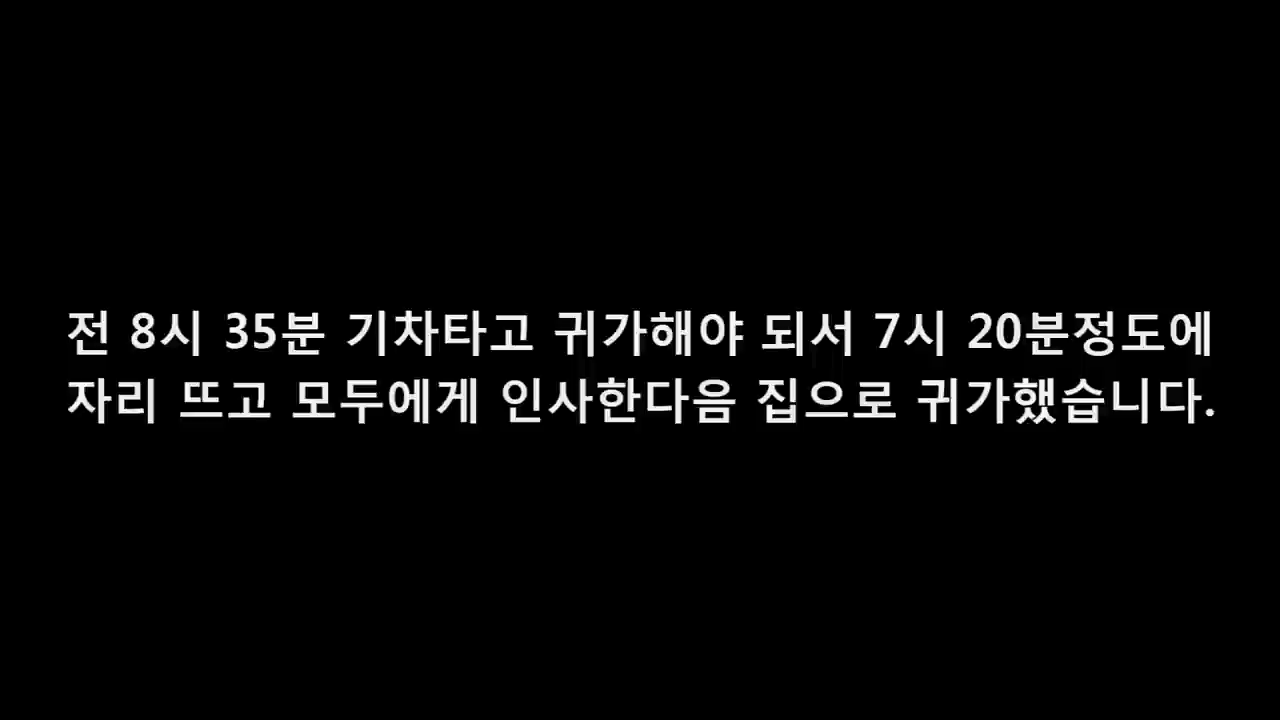 전 8시 35분 기차타고 귀가해야 되서 7시 20분정도에
자리 뜨고 모두에게 인사한다음 집으로 귀가했습니다.